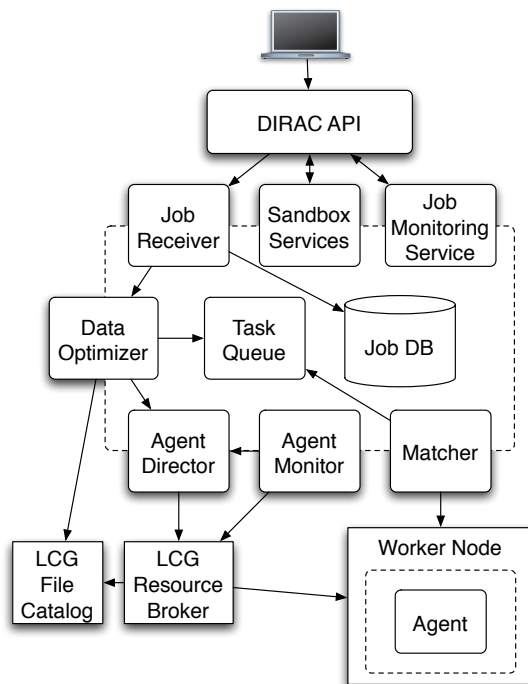 DIRAC API
Job
Receiver
Sandbox
Services
Job
Monitoring
Service
Data
Optimizer
Task
Queue
Job DB
Agent
Director
Agent
Monitor
Matcher
LCG
File
Catalog
LCG
Resource
Broker
Worker Node
Agent